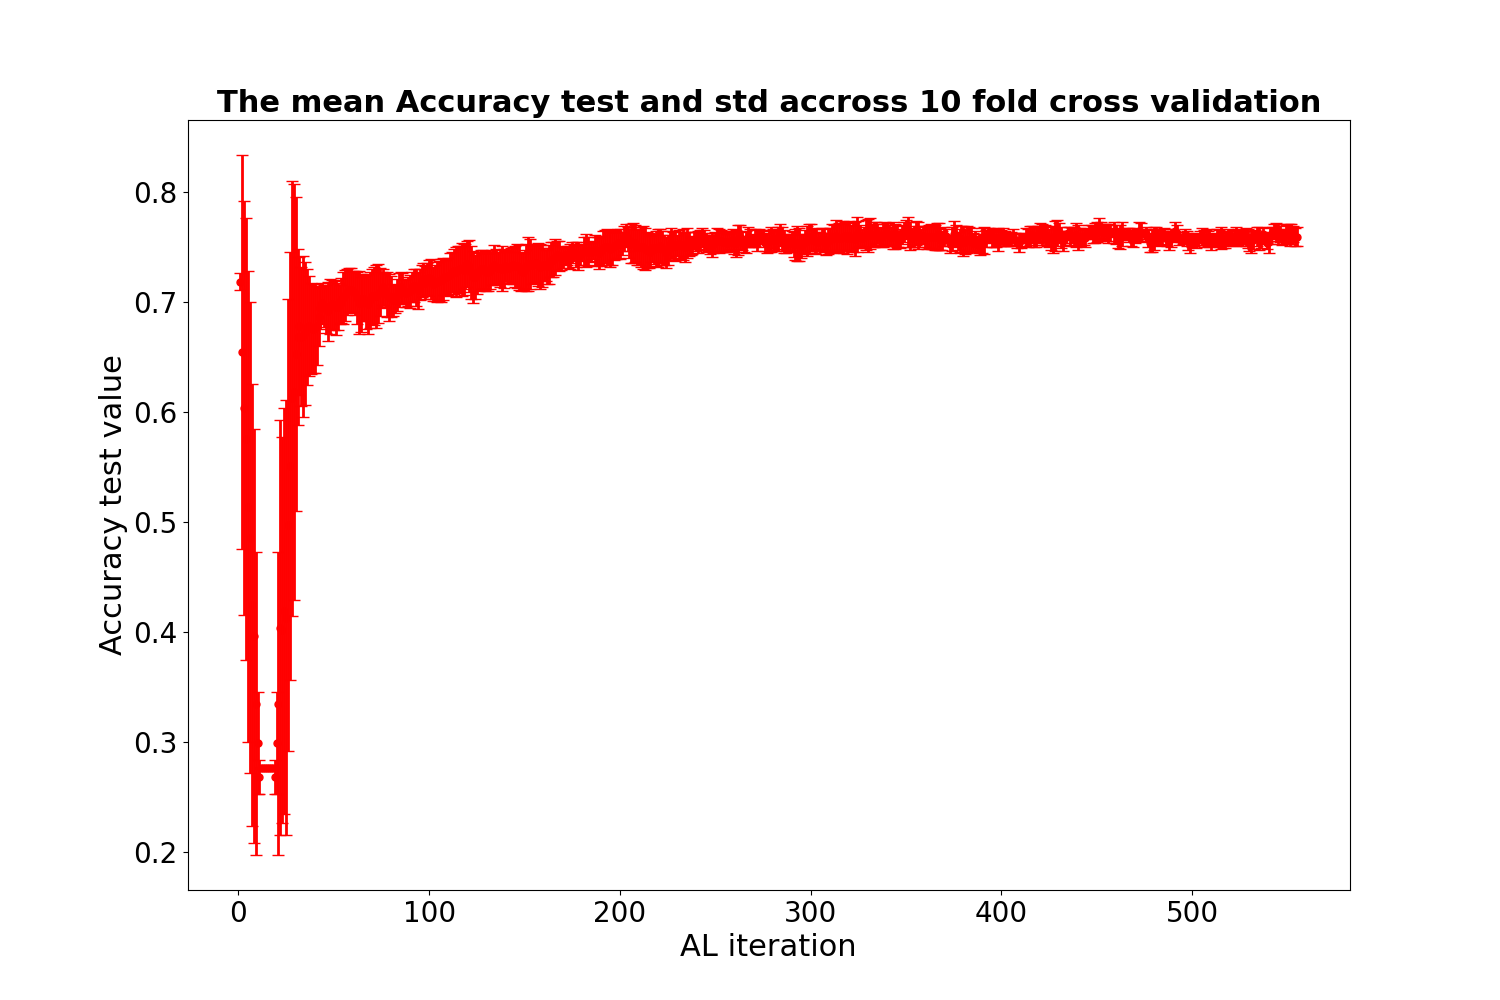 The mean Accuracy test and std accross 10 fold cross validation
0.8
0.7
0.6
0.5
0.4
0.3
0.2
Accuracy test value
0 100 200 300 400 500
AL iteration